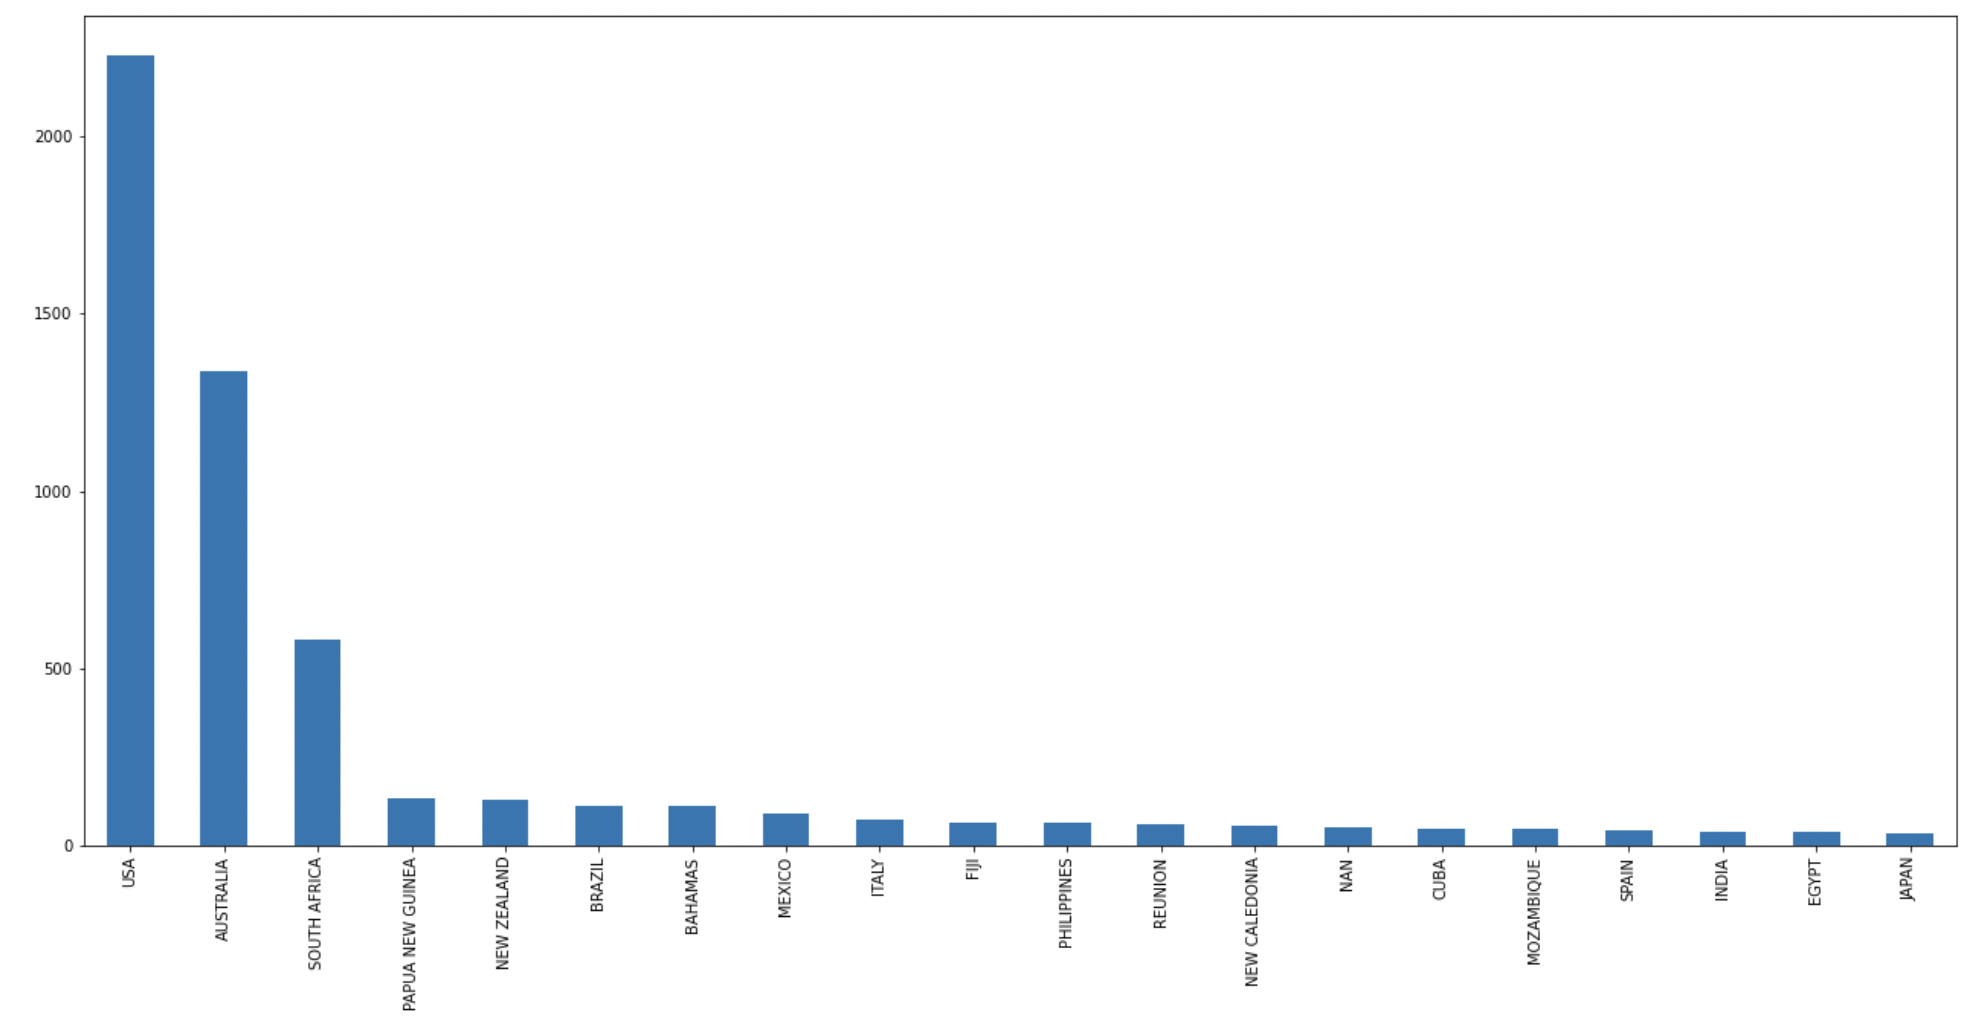 2000
1500
1000
500
0
USA
AUSTRALIA
SOUTH AFRICA
PAPUA NEW GUINEA
NEW ZEALAND
BRAZIL
BAHAMAS
MEXICO
ITALY
FIJI
PHILIPPINES
REUNION
NEW CALEDONIA
NAN
CUBA
MOZAMBIQUE
SPAIN
INDIA
EGYPT
JAPAN